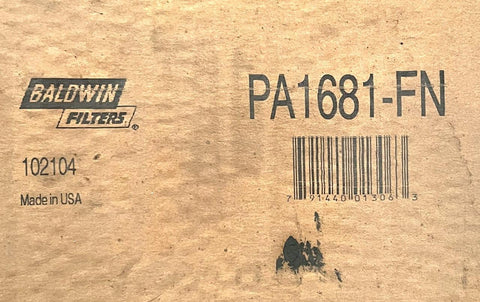 BALDWIN
FILTERS®
PA1681-FN
102104
Made in USA
7 91440 01306 3